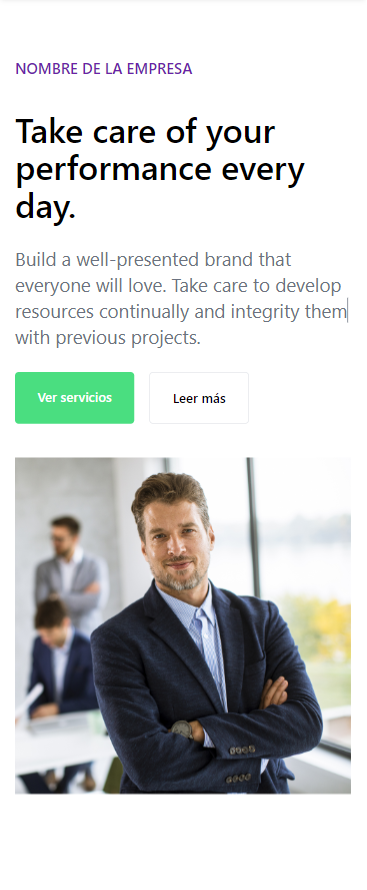 NOMBRE DE LA EMPRESA
Take care of your
performance every
day.
Build a well-presented brand that
everyone will love. Take care to develop
resources continually and integrity them
with previous projects.
Ver servicios
Leer más